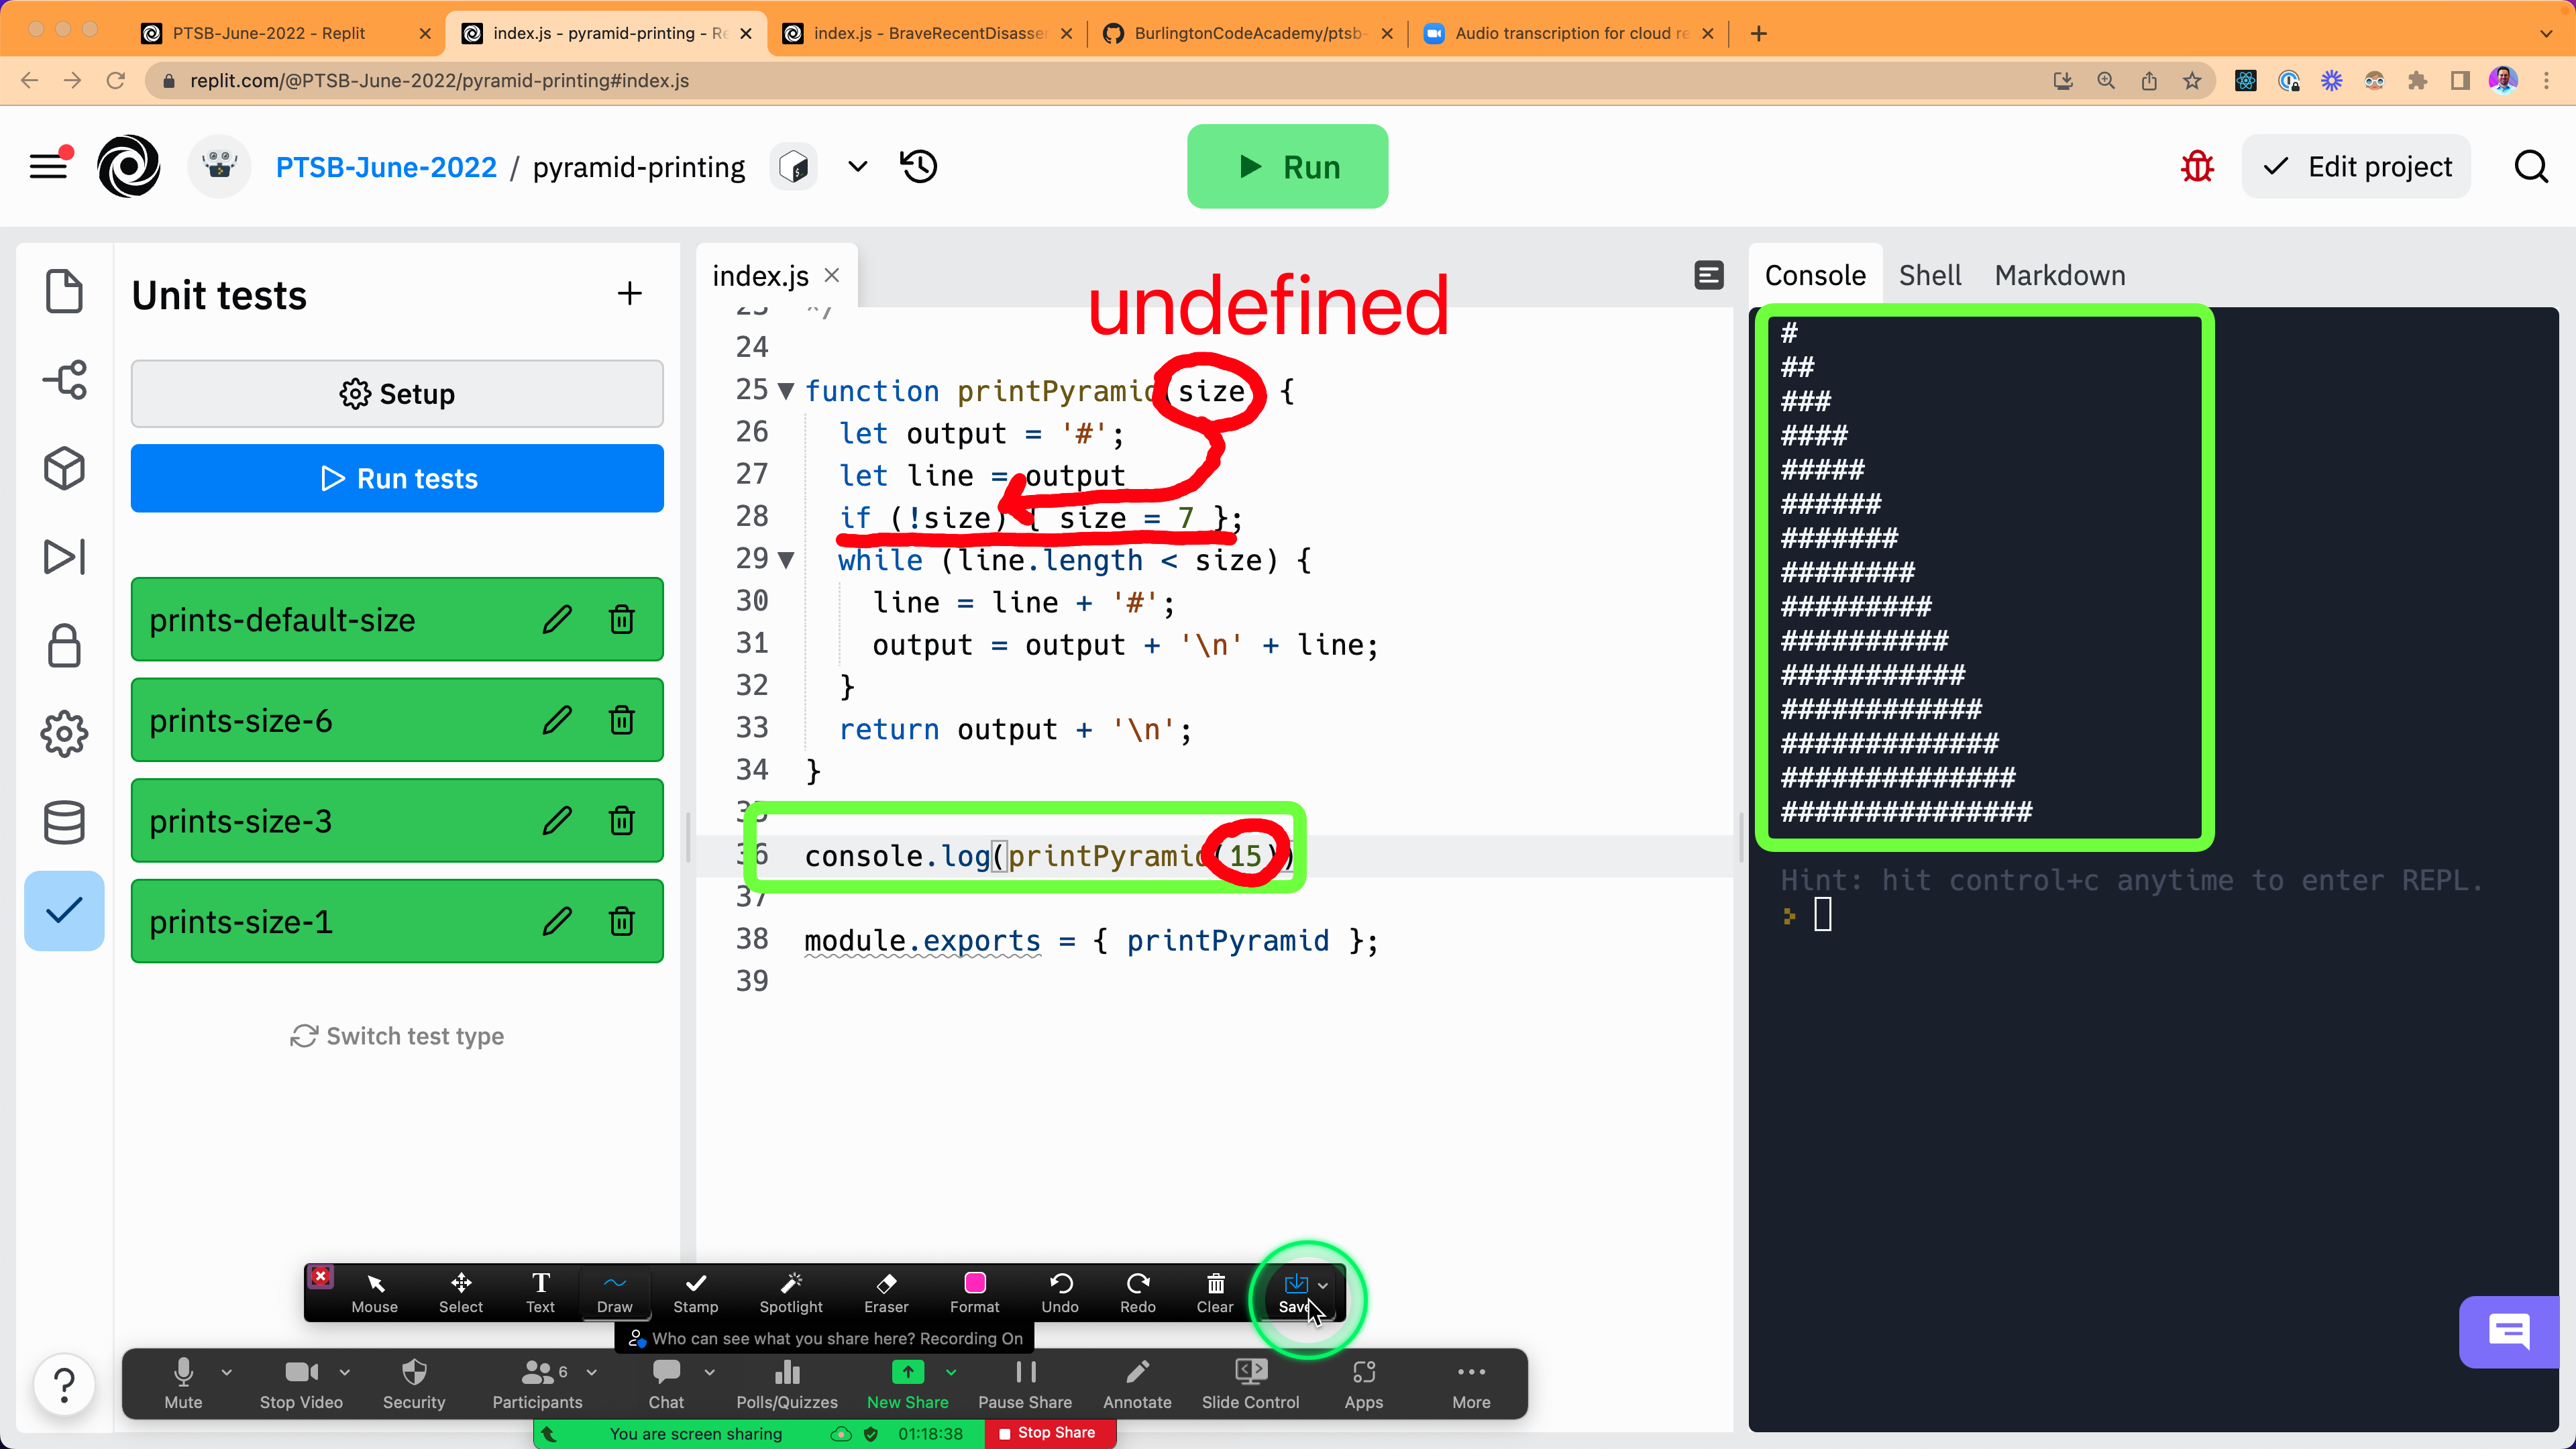 PTSB-June-2022 - Replit
index.js - pyramid-printing - Re
index.js - BraveRecentDisasse
BurlingtonCodeAcademy/ptsb-
Audio transcription for cloud re
replit.com/@PTSB-June-2022/pyramid-printing#index.js
PTSB-June-2022 / pyramid-printing
Run
Edit project
Unit tests
Setup
Run tests
prints-default-size
prints-size-6
prints-size-3
prints-size-1
Switch test type
index.js
undefined
23 */
24
25 function printPyramid(size {
26 let output = '#';
27 let line = output
28 if (!size) { size = 7 };
29 while (line.length < size) {
30 line = line + '#';
31 output = output + '\n' + line;
32 }
33 return output + '\n';
34 }
35
36 console.log(printPyramid(15))
37
38 module.exports = { printPyramid };
39
Console Shell Markdown
#
##
###
####
#####
######
#######
########
#########
##########
###########
############
#############
##############
###############
Hint: hit control+c anytime to enter REPL.
Mouse Select Text Draw Stamp Spotlight Eraser Format Undo Redo Clear Save
Who can see what you share here? Recording On
Mute Stop Video Security Participants 6 Chat Polls/Quizzes New Share Pause Share Annotate Slide Control Apps More
You are screen sharing 01:18:38 Stop Share